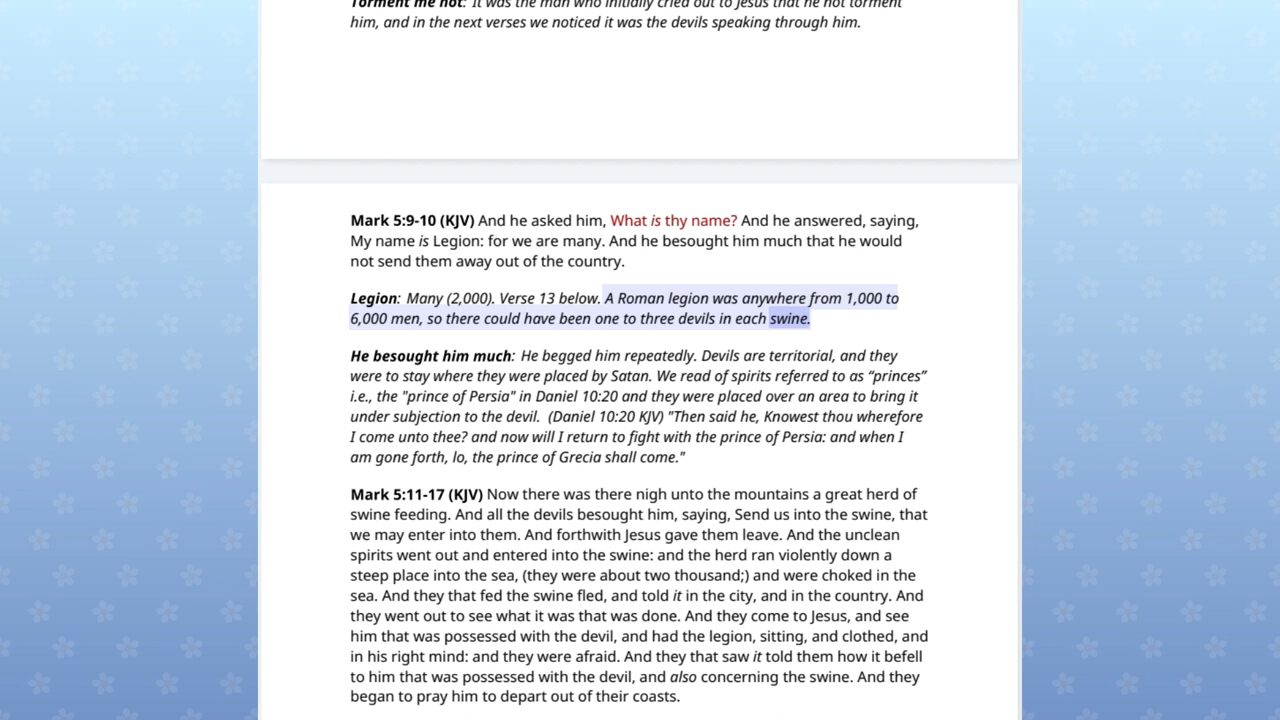 Torment me not: It was the man who initially cried out to Jesus that he not torment
him, and in the next verses we noticed it was the devils speaking through him.
Mark 5:9-10 (KJV) And he asked him, What is thy name? And he answered, saying,
My name is Legion: for we are many. And he besought him much that he would
not send them away out of the country.
Legion: Many (2,000). Verse 13 below. A Roman legion was anywhere from 1,000 to
6,000 men, so there could have been one to three devils in each swine.
He besought him much: He begged him repeatedly. Devils are territorial, and they
were to stay where they were placed by Satan. We read of spirits referred to as “princes”
i.e., the "prince of Persia" in Daniel 10:20 and they were placed over an area to bring it
under subjection to the devil. (Daniel 10:20 KJV) "Then said he, Knowest thou wherefore
I come unto thee? and now will I return to fight with the prince of Persia: and when I
am gone forth, lo, the prince of Grecia shall come."
Mark 5:11-17 (KJV) Now there was there nigh unto the mountains a great herd of
swine feeding. And all the devils besought him, saying, Send us into the swine, that
we may enter into them. And forthwith Jesus gave them leave. And the unclean
spirits went out and entered into the swine: and the herd ran violently down a
steep place into the sea, (they were about two thousand;) and were choked in the
sea. And they that fed the swine fled, and told it in the city, and in the country. And
they went out to see what it was that was done. And they come to Jesus, and see
him that was possessed with the devil, and had the legion, sitting, and clothed, and
in his right mind: and they were afraid. And they that saw it told them how it befell
to him that was possessed with the devil, and also concerning the swine. And they
began to pray him to depart out of their coasts.